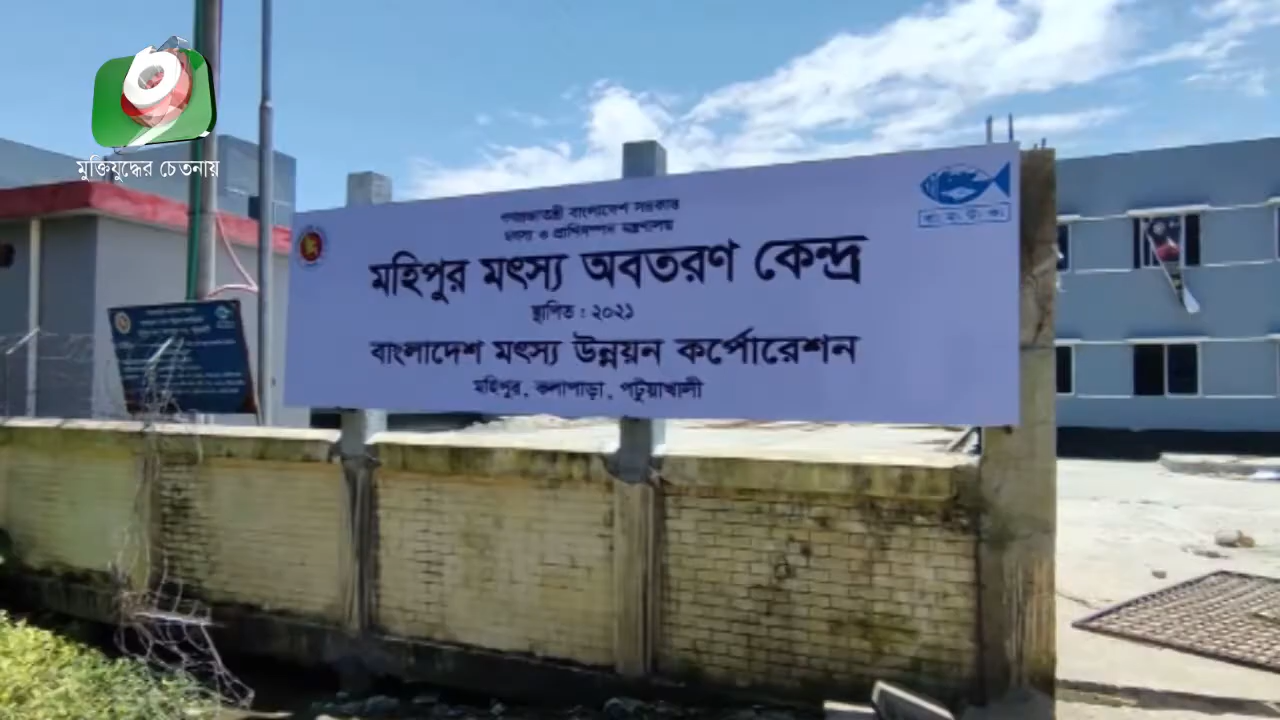 মুক্তিযুদ্ধের চেতনায়
গণপ্রজাতন্ত্রী বাংলাদেশ সরকার
মৎস্য ও প্রাণিসম্পদ মন্ত্রণালয়
মহিপুর মৎস্য অবতরণ কেন্দ্র
স্থাপিত : ২০২১
বাংলাদেশ মৎস্য উন্নয়ন কর্পোরেশন
মহিপুর, কলাপাড়া, পটুয়াখালী